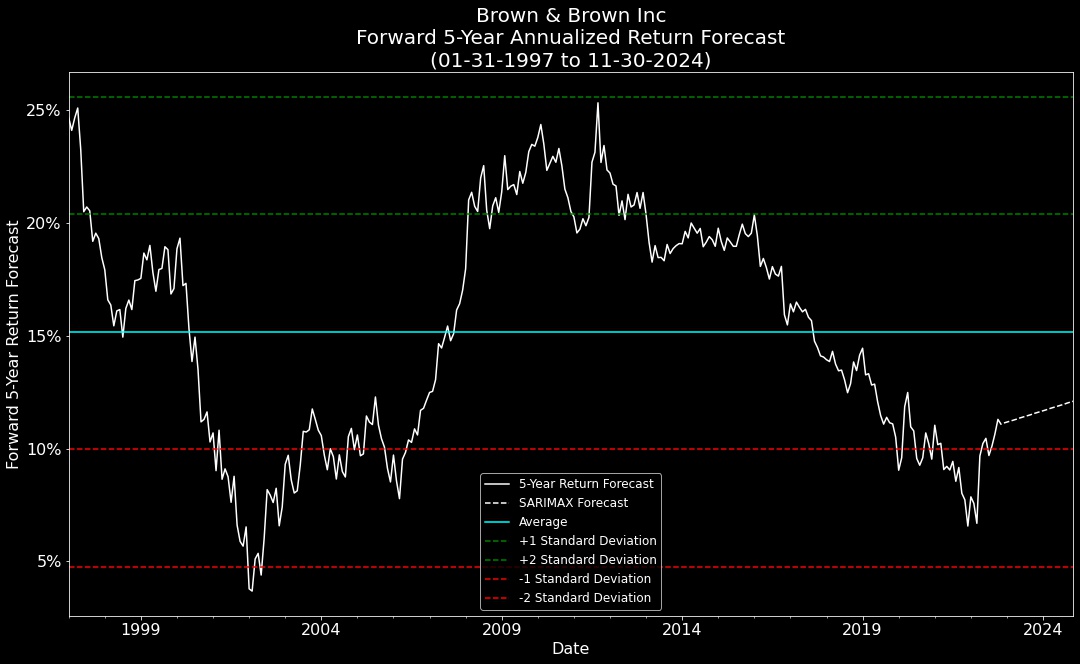 Brown & Brown Inc
Forward 5-Year Annualized Return Forecast
(01-31-1997 to 11-30-2024)
Forward 5-Year Return Forecast
25%
20%
15%
10%
5%
5-Year Return Forecast
SARIMAX Forecast
Average
+1 Standard Deviation
+2 Standard Deviation
-1 Standard Deviation
-2 Standard Deviation
1999
2004
2009
2014
2019
2024
Date